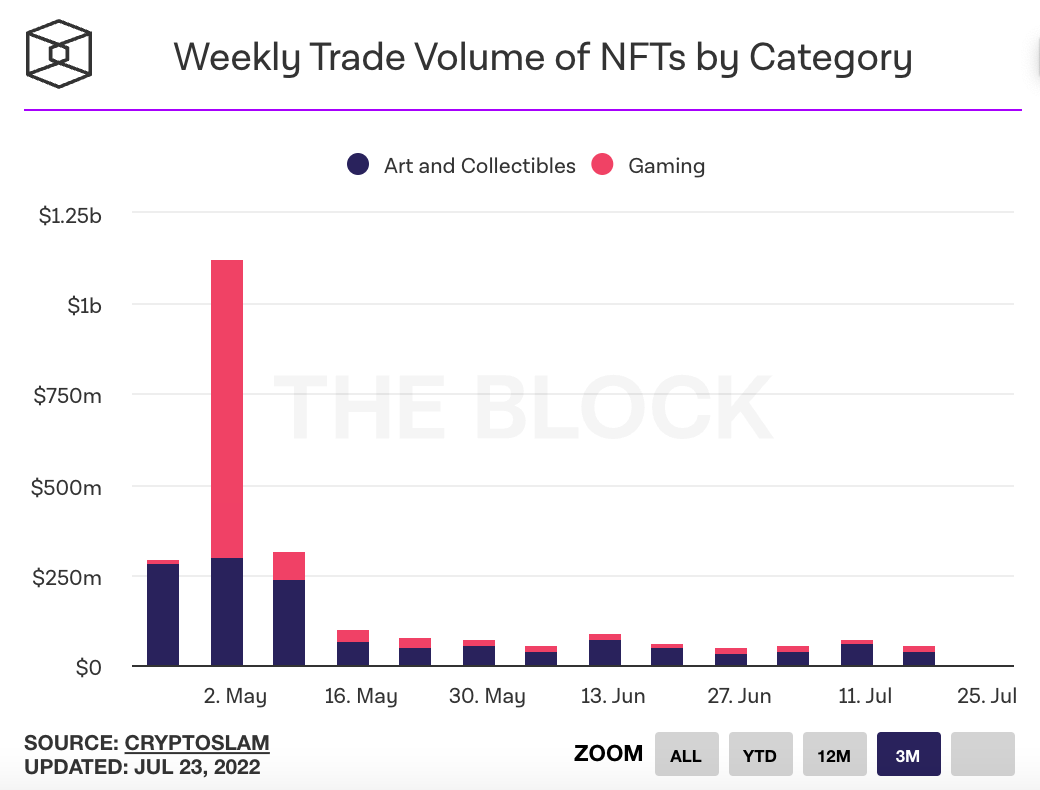 Weekly Trade Volume of NFTs by Category
Art and Collectibles Gaming
$1.25b
$1b
$750m
$500m
$250m
$0
THE BLOCK
2. May 16. May 30. May 13. Jun 27. Jun 11. Jul 25. Jul
SOURCE: CRYPTOSLAM
UPDATED: JUL 23, 2022
ZOOM ALL YTD 12M 3M